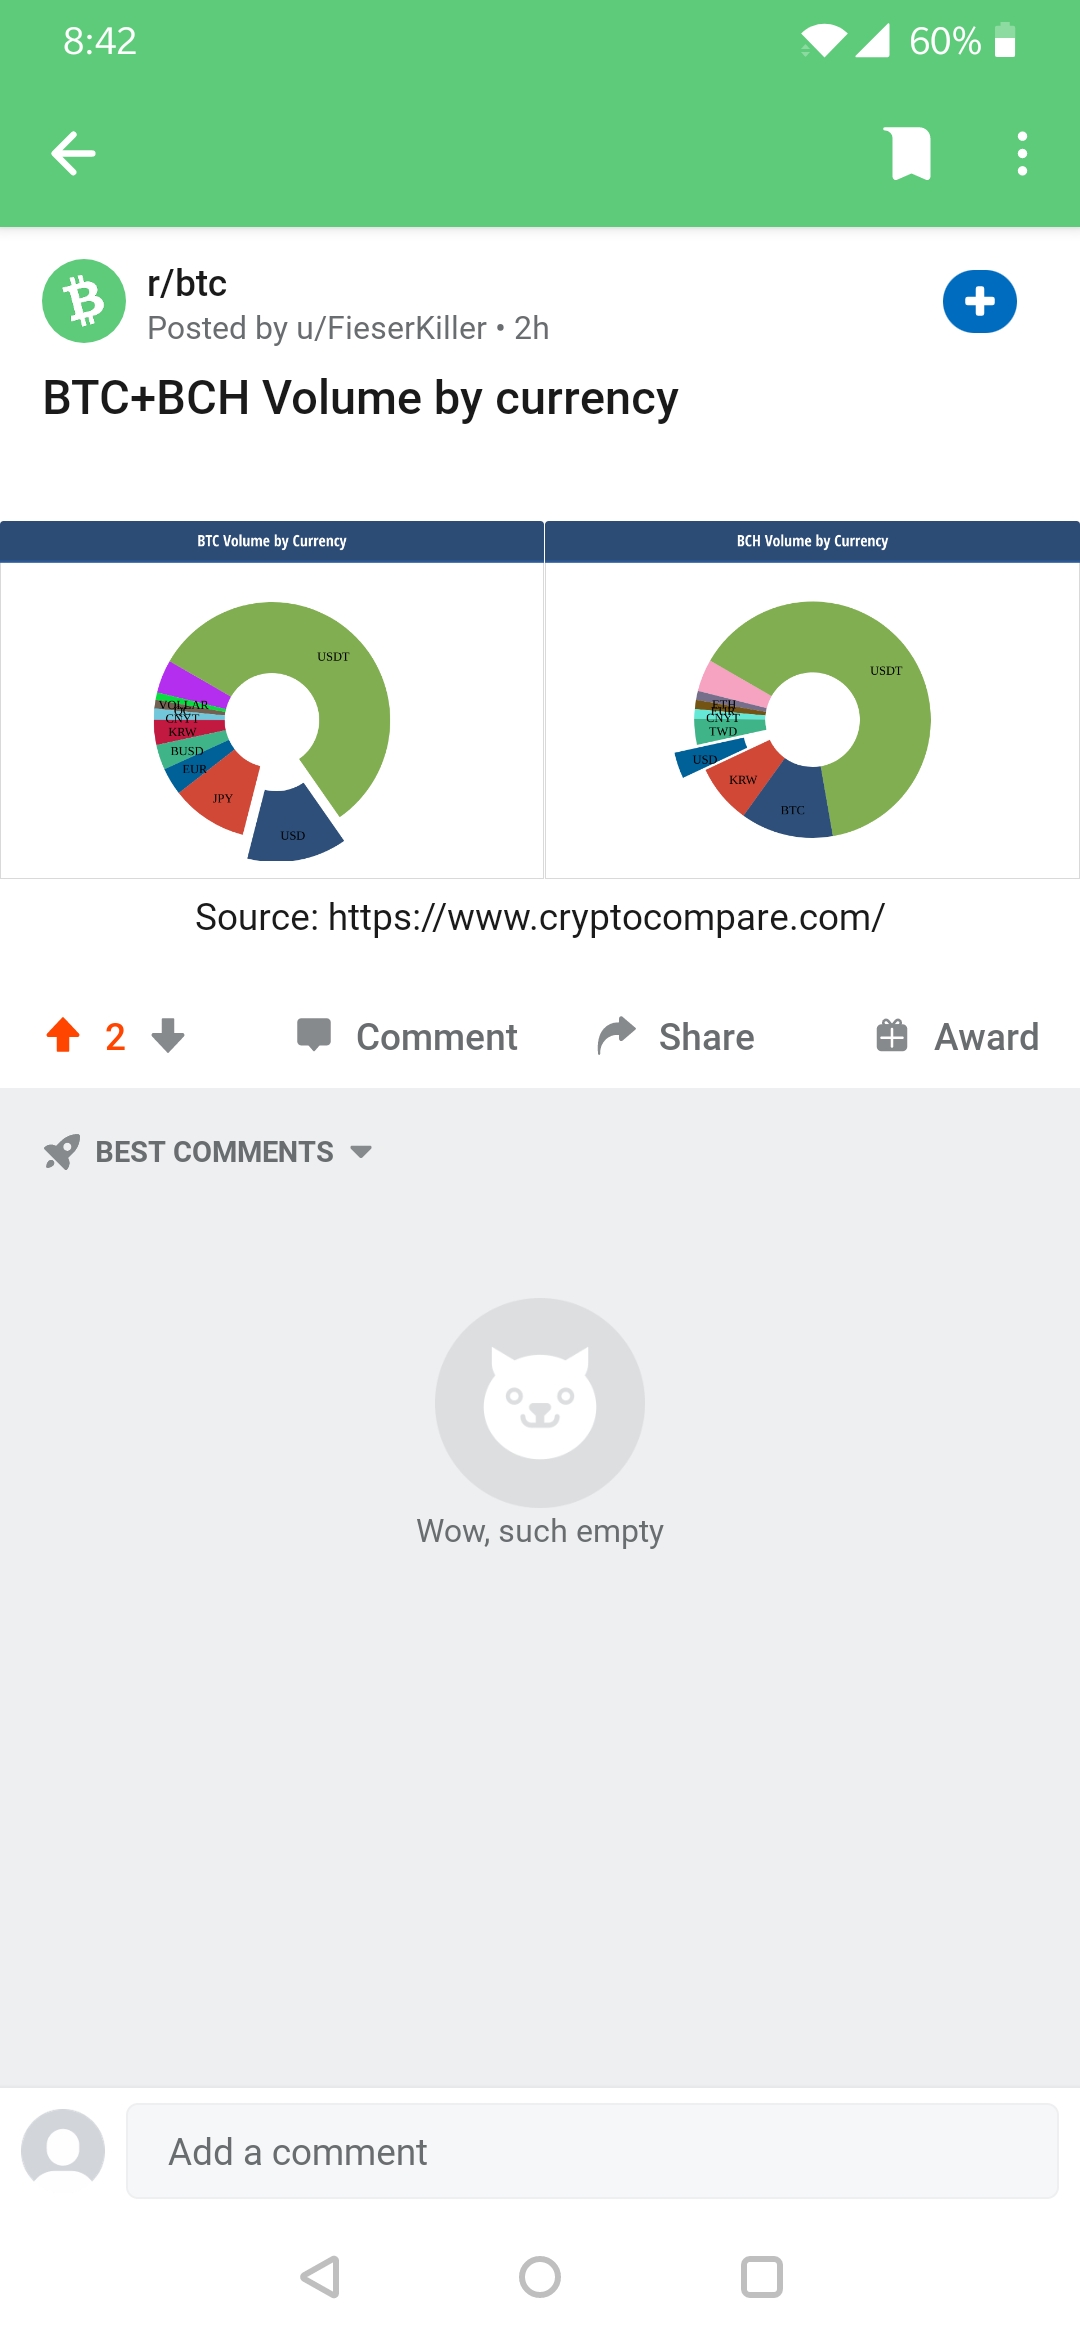 8:42
60%
r/btc
Posted by u/FieserKiller • 2h
BTC+BCH Volume by currency
BTC Volume by Currency
BCH Volume by Currency
USDT
VOLLAR
QC
CNYT
KRW
BUSD
EUR
JPY
USD
USDT
ETH
EUR
CNYT
TWD
USD
KRW
BTC
Source: https://www.cryptocompare.com/
2
Comment
Share
Award
BEST COMMENTS
Wow, such empty
Add a comment